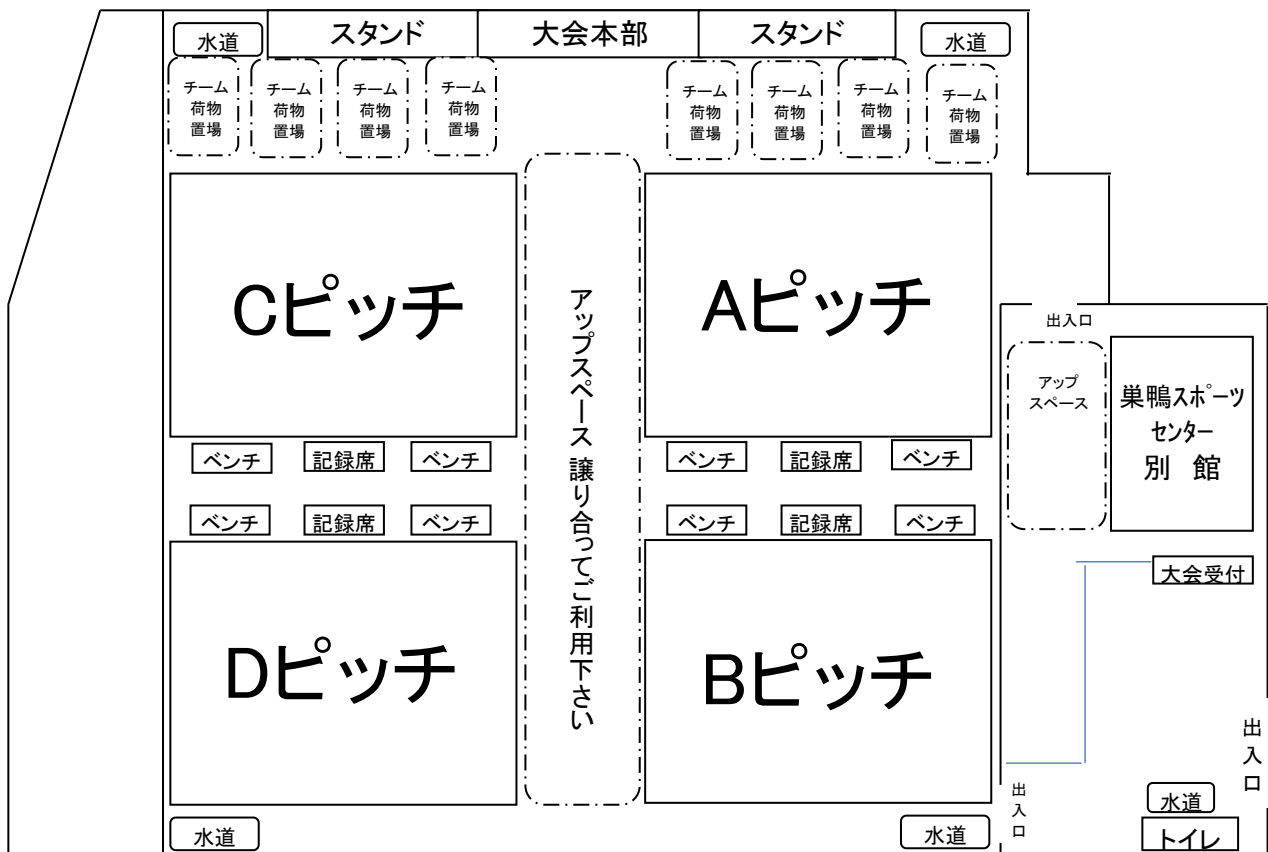 水道
スタンド
大会本部
スタンド
水道
チーム
荷物
置場
チーム
荷物
置場
チーム
荷物
置場
チーム
荷物
置場
チーム
荷物
置場
チーム
荷物
置場
チーム
荷物
置場
チーム
荷物
置場
Cピッチ
アップスペース 譲り合ってご利用下さい
Aピッチ
出入口
アップ
スペース
巣鴨スポーツ
センター
別 館
ベンチ
記録席
ベンチ
ベンチ
記録席
ベンチ
ベンチ
記録席
ベンチ
ベンチ
記録席
ベンチ
大会受付
Dピッチ
Bピッチ
出入口
出入口
水道
トイレ
水道
水道